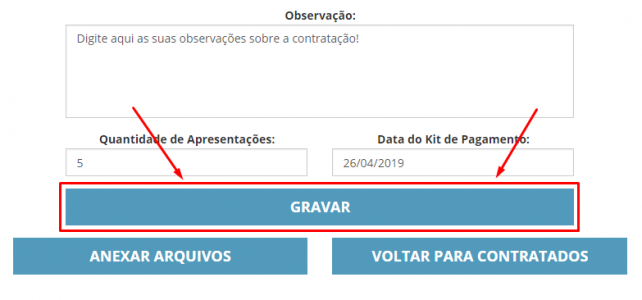 Observação:
Digite aqui as suas observações sobre a contratação!
Quantidade de Apresentações: Data do Kit de Pagamento:
5 26/04/2019
GRAVAR
ANEXAR ARQUIVOS VOLTAR PARA CONTRATADOS